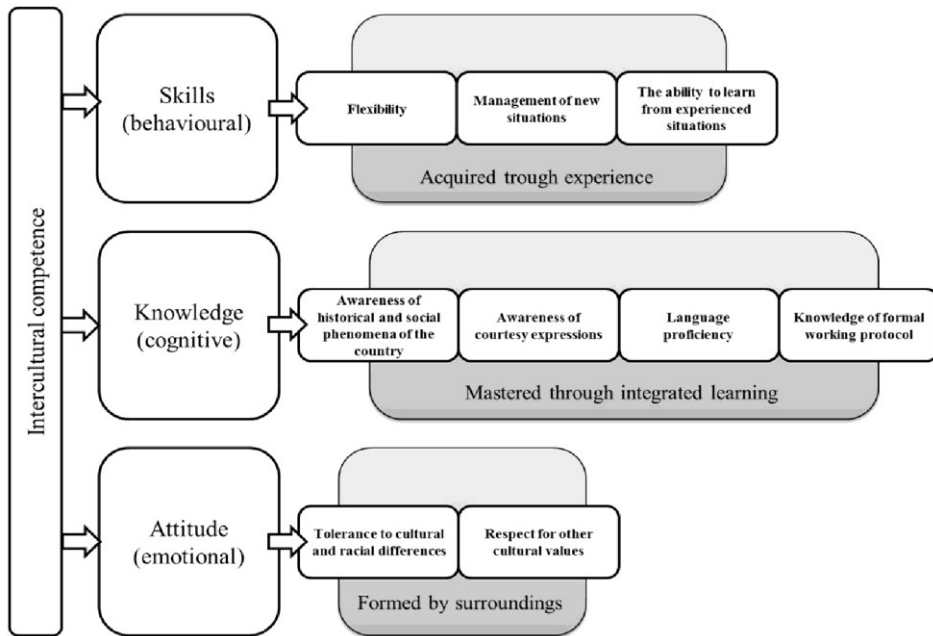 Intercultural competence
Skills
(behavioural)
Flexibility
Management of new
situations
The ability to learn
from experienced
situations
Acquired trough experience
Knowledge
(cognitive)
Awareness of
historical and social
phenomena of the
country
Awareness of
courtesy expressions
Language
proficiency
Knowledge of formal
working protocol
Mastered through integrated learning
Attitude
(emotional)
Tolerance to cultural
and racial differences
Respect for other
cultural values
Formed by surroundings